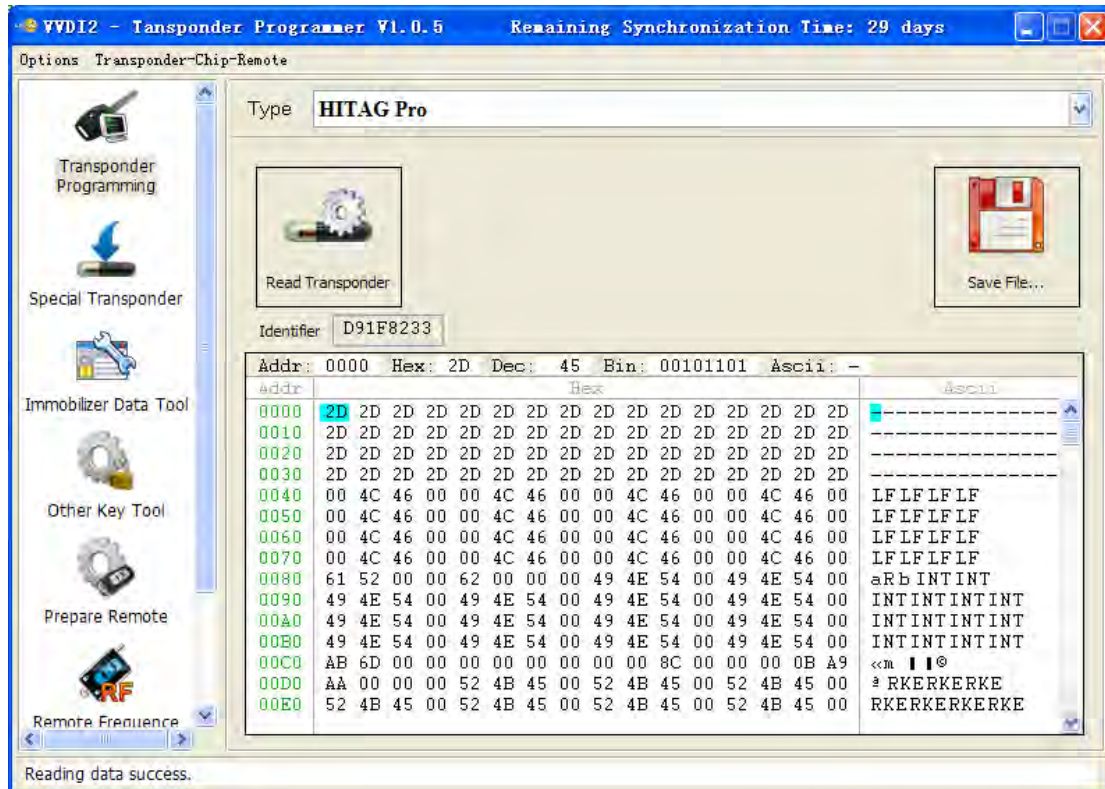 VVDI2 - Tansponder Programmer V1.0.5 Remaining Synchronization Time: 29 days
Options Transponder-Chip-Remote
Transponder
Programming
Special Transponder
Immobilizer Data Tool
Other Key Tool
Prepare Remote
RF
Remote Frequence
Type HITAG Pro
Read Transponder
Save File...
Identifier D91F8233
Addr: 0000 Hex: 2D Dec: 45 Bin: 00101101 Ascii: -
Addr Hex Ascii
0000 2D 2D 2D 2D 2D 2D 2D 2D 2D 2D 2D 2D 2D 2D 2D 2D ----------------
0010 2D 2D 2D 2D 2D 2D 2D 2D 2D 2D 2D 2D 2D 2D 2D 2D ----------------
0020 2D 2D 2D 2D 2D 2D 2D 2D 2D 2D 2D 2D 2D 2D 2D 2D ----------------
0030 2D 2D 2D 2D 2D 2D 2D 2D 2D 2D 2D 2D 2D 2D 2D 2D ----------------
0040 00 4C 46 00 00 4C 46 00 00 4C 46 00 00 4C 46 00 LFLFLFLF
0050 00 4C 46 00 00 4C 46 00 00 4C 46 00 00 4C 46 00 LFLFLFLF
0060 00 4C 46 00 00 4C 46 00 00 4C 46 00 00 4C 46 00 LFLFLFLF
0070 00 4C 46 00 00 4C 46 00 00 4C 46 00 00 4C 46 00 LFLFLFLF
0080 61 52 00 00 62 00 00 00 49 4E 54 00 49 4E 54 00 aRbINTINT
0090 49 4E 54 00 49 4E 54 00 49 4E 54 00 49 4E 54 00 INTINTINTINT
00A0 49 4E 54 00 49 4E 54 00 49 4E 54 00 49 4E 54 00 INTINTINTINT
00B0 49 4E 54 00 49 4E 54 00 49 4E 54 00 49 4E 54 00 INTINTINTINT
00C0 AB 6D 00 00 00 00 00 00 00 00 8C 00 00 00 0B A9 «m ▌▌©
00D0 AA 00 00 00 52 4B 45 00 52 4B 45 00 52 4B 45 00 ª RKERKERKE
00E0 52 4B 45 00 52 4B 45 00 52 4B 45 00 52 4B 45 00 RKERKERKERKE
Reading data success.